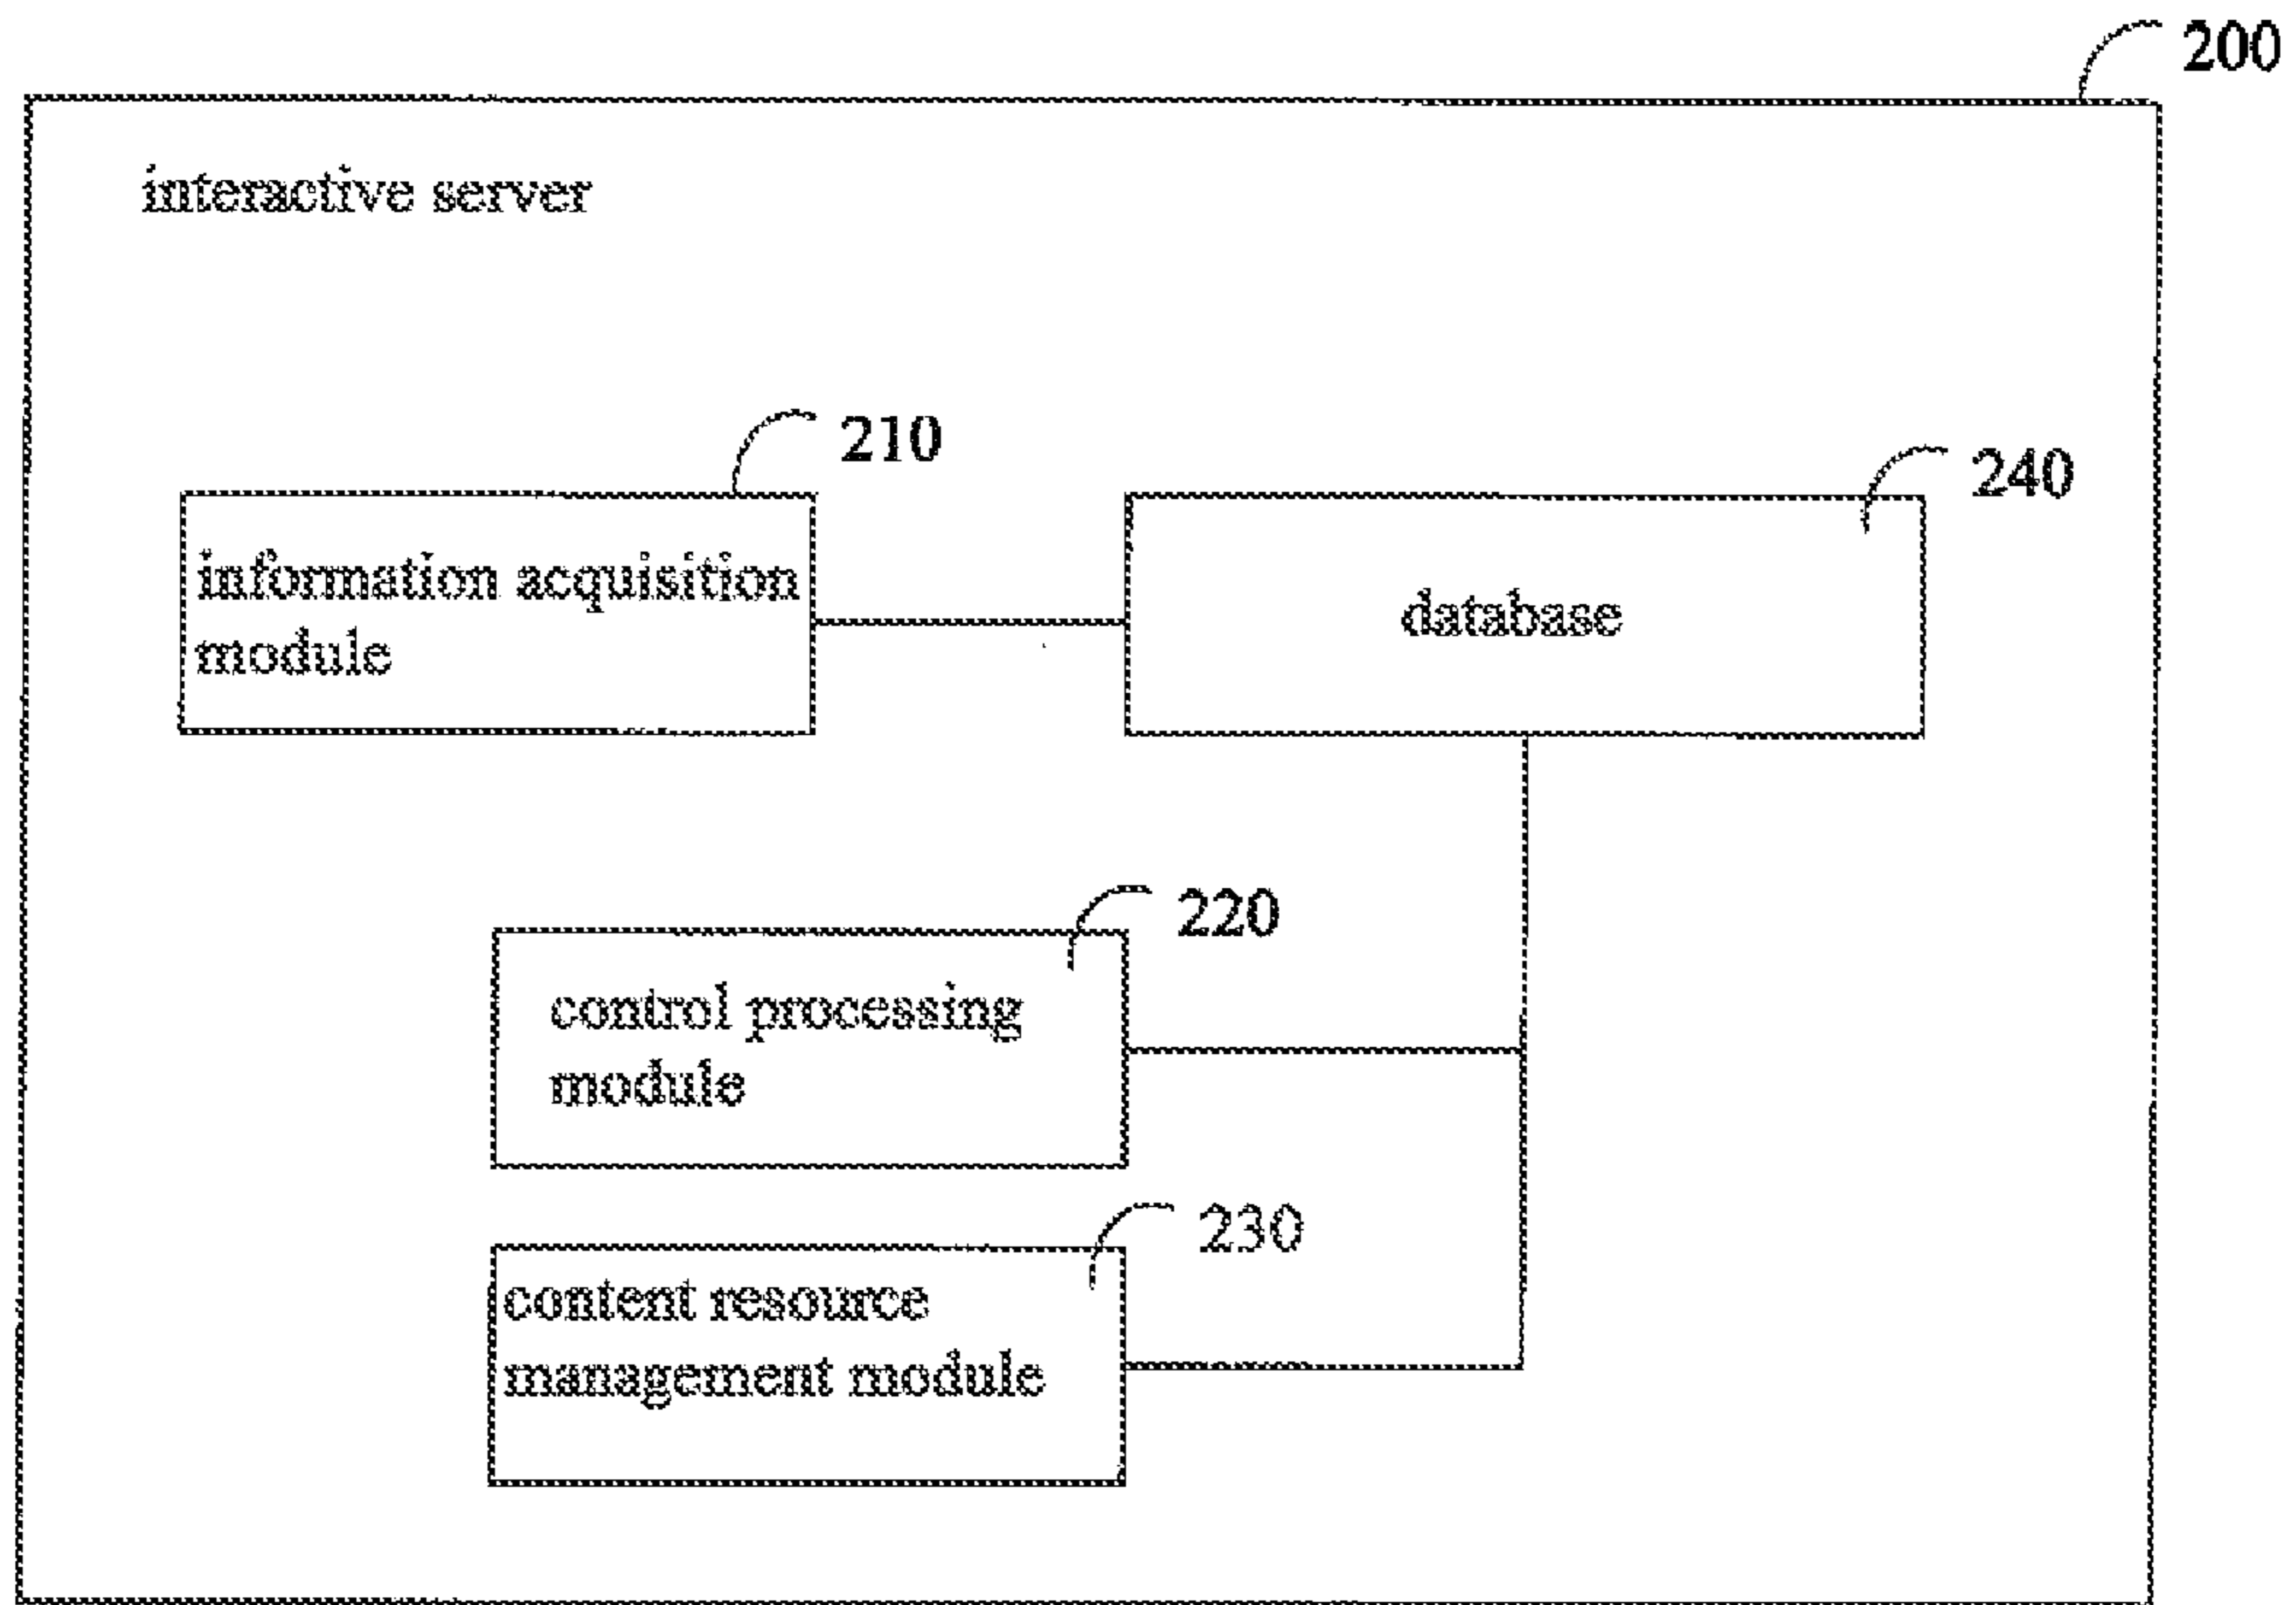 200
interactive server
210
240
information acquisition
module
database
220
control processing
module
230
content resource
management module